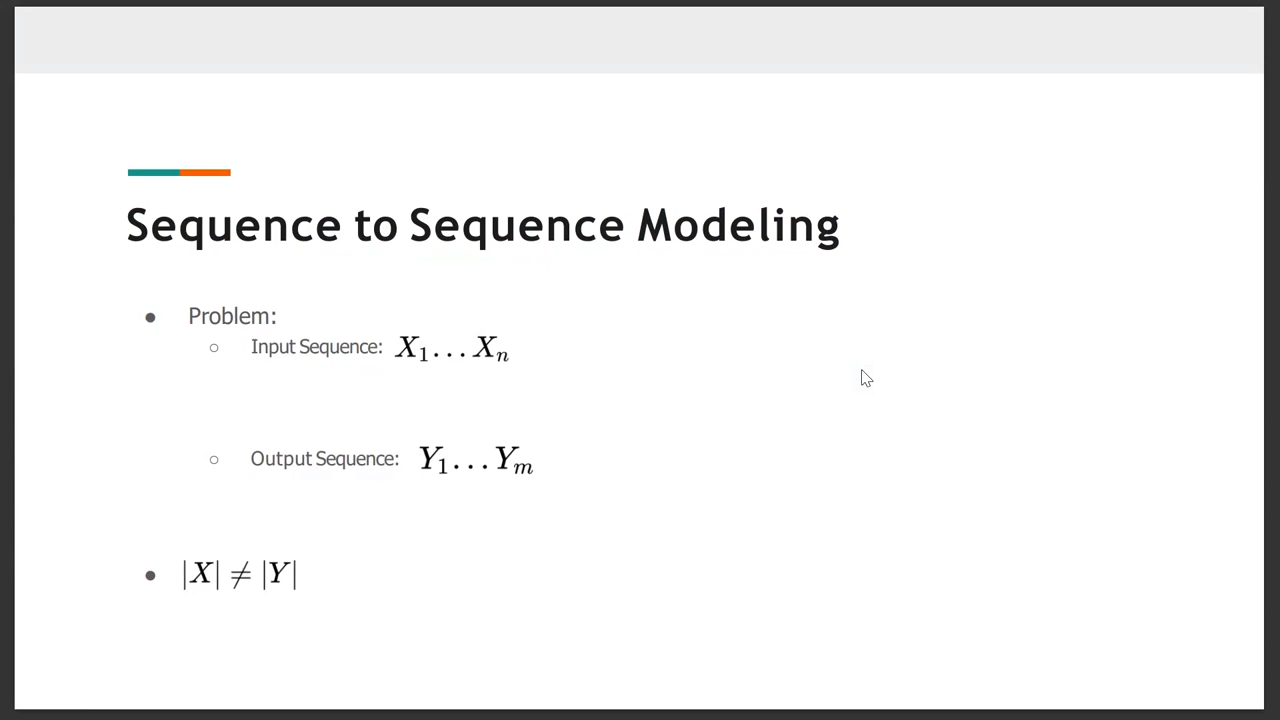 Sequence to Sequence Modeling
● Problem:
○ Input Sequence: X₁...Xₙ
○ Output Sequence: Y₁...Yₘ
● |X| ≠ |Y|